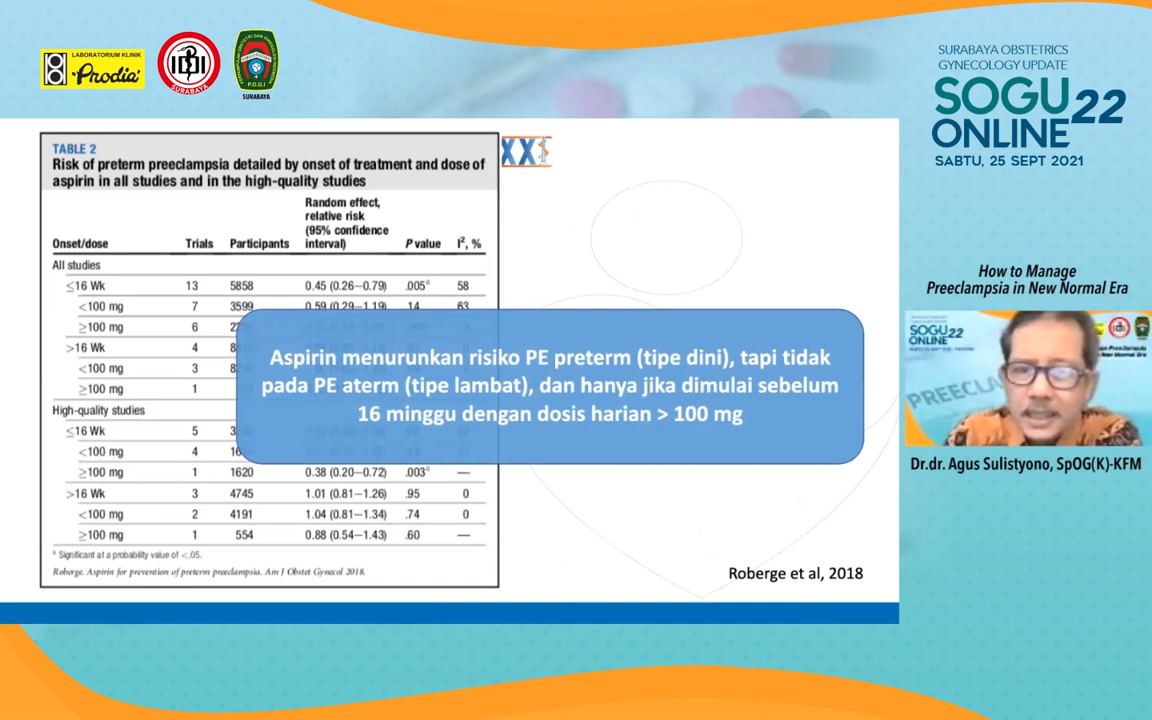 LABORATORIUM KLINIK
Prodia
IDI
SURABAYA
P.O.G.I
SURABAYA
SURABAYA OBSTETRICS
GYNECOLOGY UPDATE
SOGU 22
ONLINE
SABTU, 25 SEPT 2021
TABLE 2
Risk of preterm preeclampsia detailed by onset of treatment and dose of
aspirin in all studies and in the high-quality studies
Random effect,
relative risk
(95% confidence
Onset/dose Trials Participants interval) P value I², %
All studies
≤16 Wk 13 5858 0.45 (0.26–0.79) .005ᵃ 58
<100 mg 7 3599 0.59 (0.29–1.19) .14 63
≥100 mg 6
>16 Wk 4
<100 mg 3
≥100 mg 1
High-quality studies
≤16 Wk 5
<100 mg 4
≥100 mg 1 1620 0.38 (0.20–0.72) .003ᵃ —
>16 Wk 3 4745 1.01 (0.81–1.26) .95 0
<100 mg 2 4191 1.04 (0.81–1.34) .74 0
≥100 mg 1 554 0.88 (0.54–1.43) .60 —
ᵃ Significant at a probability value of <.05.
Roberge. Aspirin for prevention of preterm preeclampsia. Am J Obstet Gynecol 2018.
Aspirin menurunkan risiko PE preterm (tipe dini), tapi tidak
pada PE aterm (tipe lambat), dan hanya jika dimulai sebelum
16 minggu dengan dosis harian > 100 mg
Roberge et al, 2018
How to Manage
Preeclampsia in New Normal Era
SOGU 22
ONLINE
Dr.dr. Agus Sulistyono, SpOG(K)-KFM